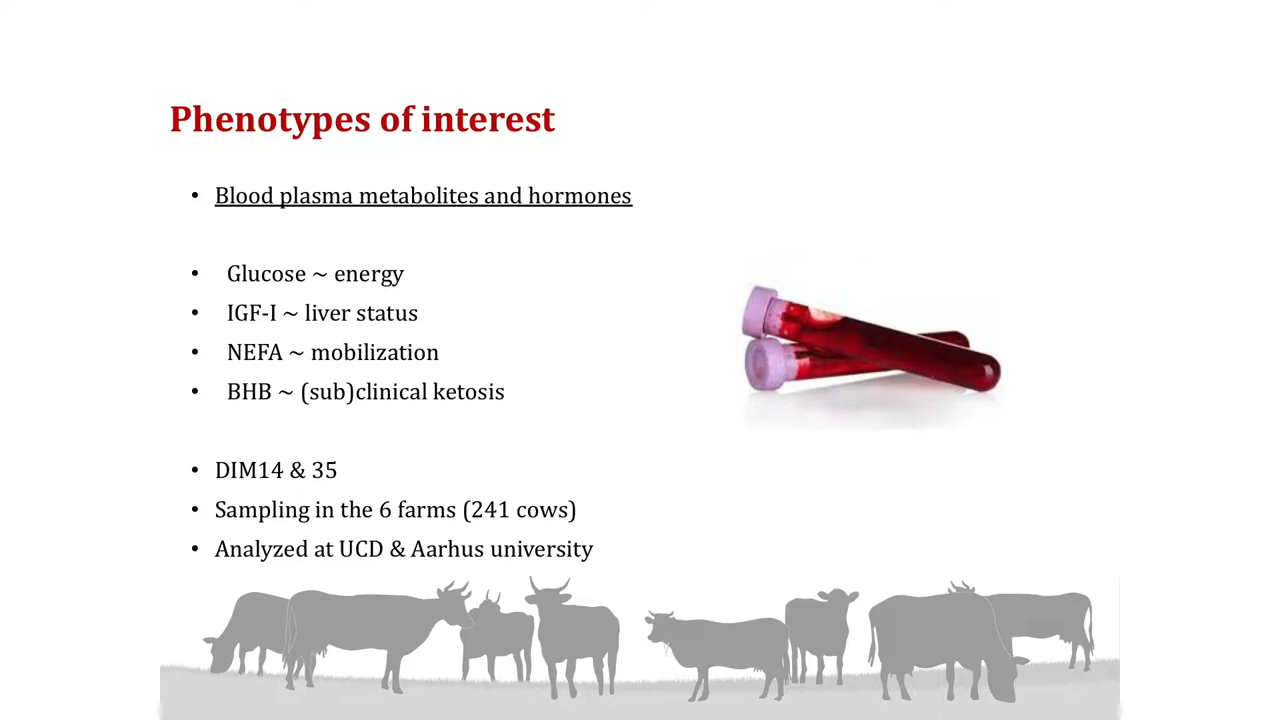 Phenotypes of interest
• Blood plasma metabolites and hormones
• Glucose ~ energy
• IGF-I ~ liver status
• NEFA ~ mobilization
• BHB ~ (sub)clinical ketosis
• DIM14 & 35
• Sampling in the 6 farms (241 cows)
• Analyzed at UCD & Aarhus university